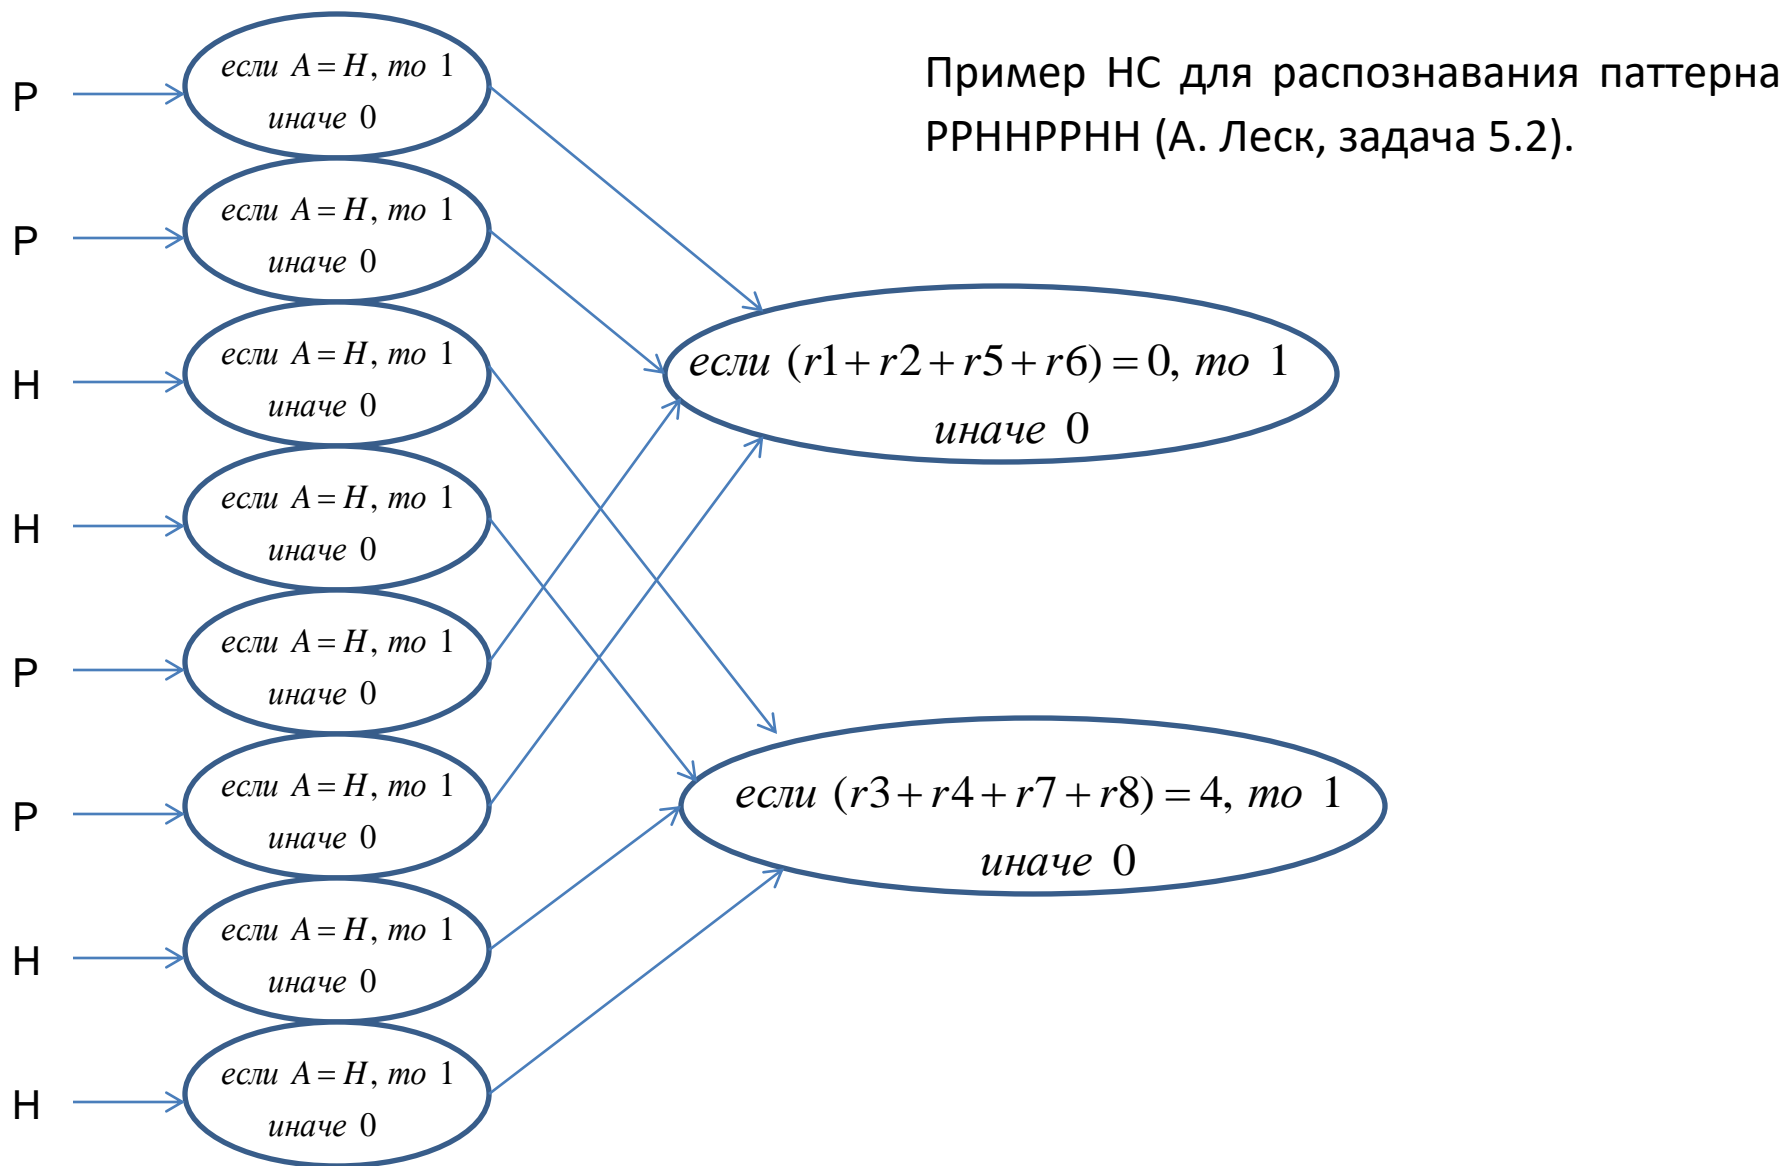 Пример НС для распознавания паттерна
РРННРРНН (А. Леск, задача 5.2).
P
если A = H, то 1
иначе 0
P
если A = H, то 1
иначе 0
H
если A = H, то 1
иначе 0
H
если A = H, то 1
иначе 0
P
если A = H, то 1
иначе 0
P
если A = H, то 1
иначе 0
H
если A = H, то 1
иначе 0
H
если A = H, то 1
иначе 0
если (r1 + r2 + r5 + r6) = 0, то 1
иначе 0
если (r3 + r4 + r7 + r8) = 4, то 1
иначе 0